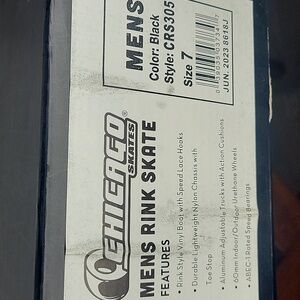 CHICAGO
SKATES
MENS RINK SKATE
FEATURES
• Rink Style Vinyl Boot with Speed Lace Hooks
• Durable Lightweight Nylon Chassis with
Toe Stop
• Aluminum Adjustable Trucks with Action Cushions
• 60mm Indoor/Outdoor Urethane Wheels
• ABEC-1 Rated Speed Bearings
MENS
Color: Black
Style: CRS305
Size 7
JUN. 2023 8618J